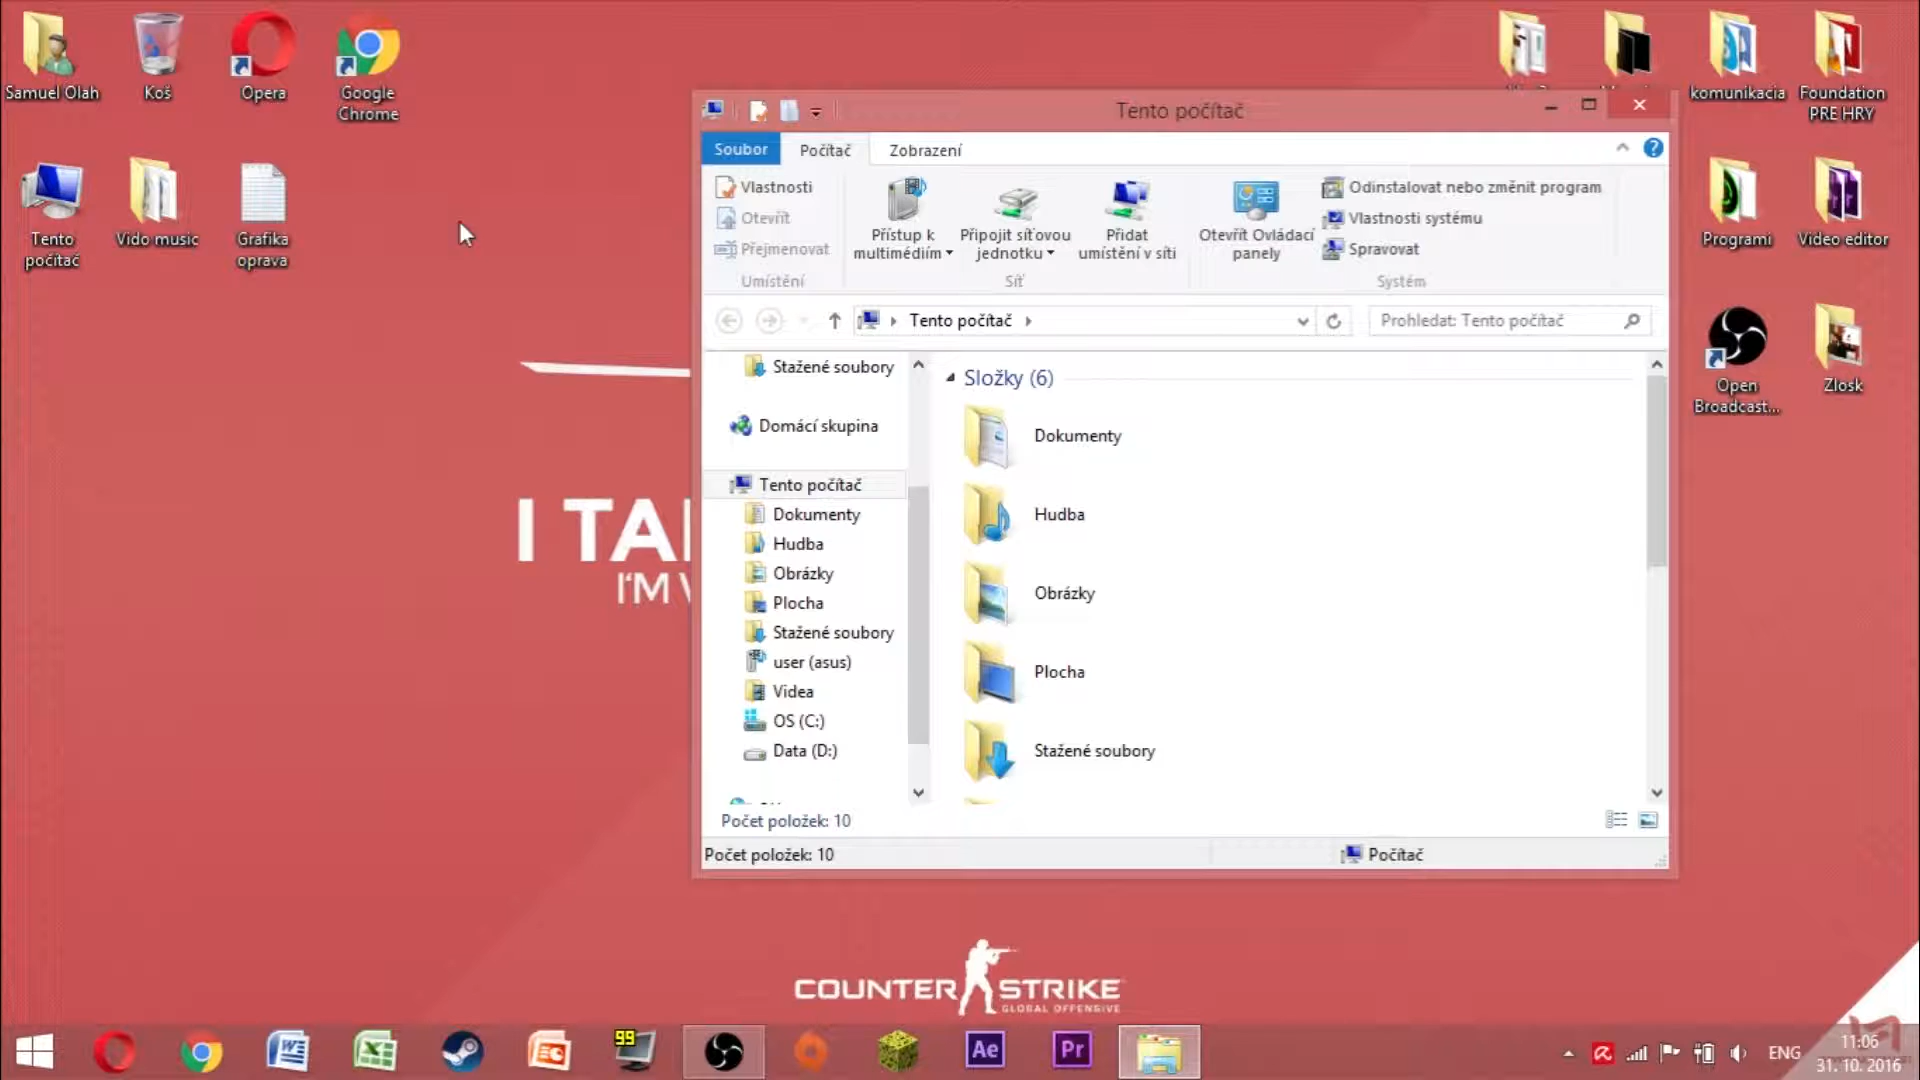 Samuel Olah
Koš
Opera
Google
Chrome
komunikacia
Foundation
PRE HRY
Tento
počítač
Vido music
Grafika
oprava
Programi
Video editor
Open
Broadcast...
Zlosk
Tento počítač
Soubor
Počítač
Zobrazení
Vlastnosti
Otevřít
Přejmenovat
Umístění
Přístup k
multimédiím
Připojit síťovou
jednotku
Přidat
umístění v síti
Síť
Otevřít Ovládací
panely
Odinstalovat nebo změnit program
Vlastnosti systému
Spravovat
Systém
Tento počítač
Prohledat: Tento počítač
Stažené soubory
Domácí skupina
Tento počítač
Dokumenty
Hudba
Obrázky
Plocha
Stažené soubory
user (asus)
Videa
OS (C:)
Data (D:)
Složky (6)
Dokumenty
Hudba
Obrázky
Plocha
Stažené soubory
Počet položek: 10
Počet položek: 10
Počítač
I TA
I'M
COUNTER STRIKE
GLOBAL OFFENSIVE
99
Ae
Pr
ENG
11:06
31. 10. 2016